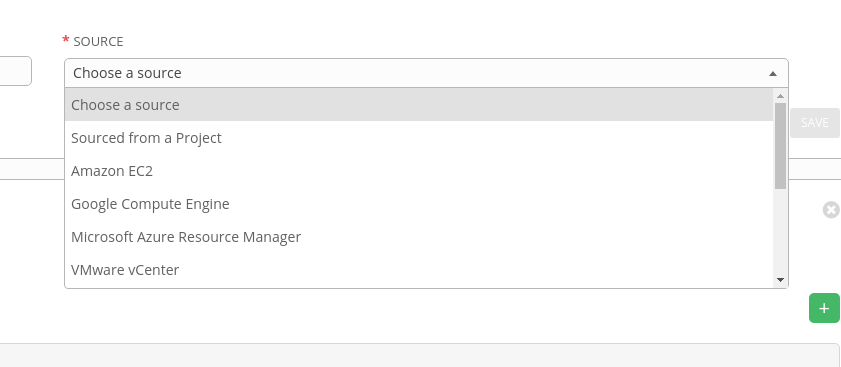 * SOURCE
Choose a source
Choose a source
Sourced from a Project
SAVE
Amazon EC2
Google Compute Engine
Microsoft Azure Resource Manager
VMware vCenter
+